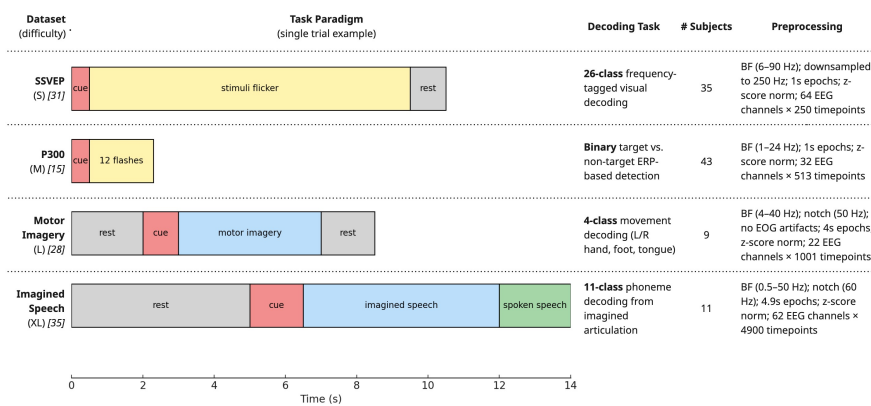 Dataset
(difficulty)
Task Paradigm
(single trial example)
Decoding Task
# Subjects
Preprocessing
SSVEP
(S) [31]
cue
stimuli flicker
rest
26-class frequency-
tagged visual
decoding
35
BF (6–90 Hz); downsampled
to 250 Hz; 1s epochs; z-
score norm; 64 EEG
channels × 250 timepoints
P300
(M) [15]
cue
12 flashes
Binary target vs.
non-target ERP-
based detection
43
BF (1–24 Hz); 1s epochs; z-
score norm; 32 EEG
channels × 513 timepoints
Motor
Imagery
(L) [28]
rest
cue
motor imagery
rest
4-class movement
decoding (L/R
hand, foot, tongue)
9
BF (4–40 Hz); notch (50 Hz);
no EOG artifacts; 4s epochs
z-score norm; 22 EEG
channels × 1001 timepoints
Imagined
Speech
(XL) [35]
rest
cue
imagined speech
spoken speech
11-class phoneme
decoding from
imagined
articulation
11
BF (0.5–50 Hz); notch (60
Hz); 4.9s epochs; z-score
norm; 62 EEG channels ×
4900 timepoints
0 2 4 6 8 10 12 14
Time (s)